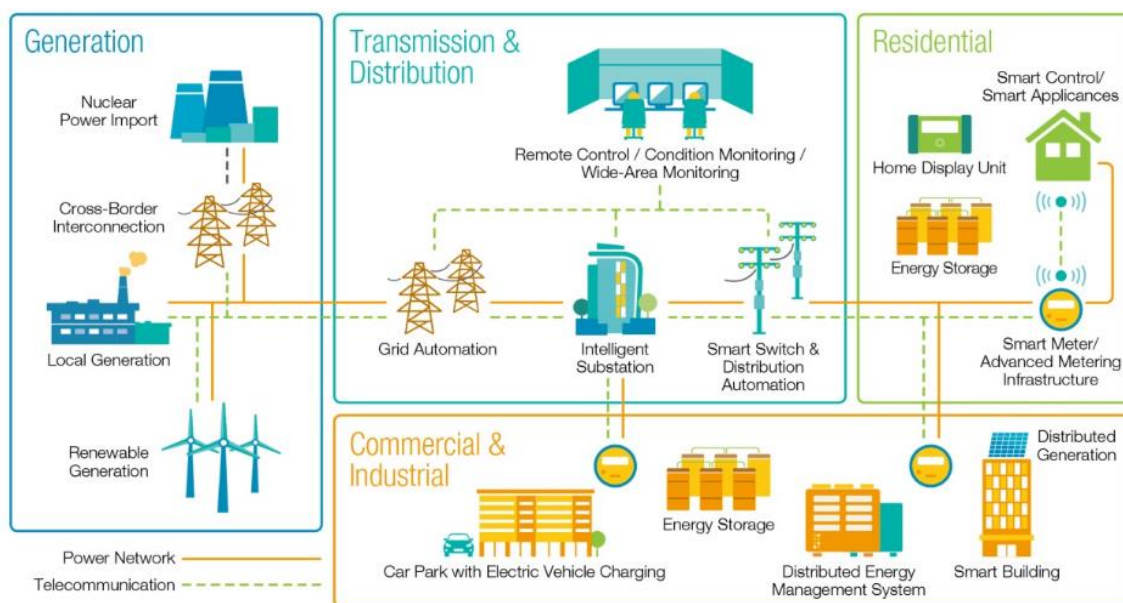 Generation
Nuclear
Power Import
Cross-Border
Interconnection
Local Generation
Renewable
Generation
Power Network
Telecommunication
Transmission &
Distribution
Remote Control / Condition Monitoring /
Wide-Area Monitoring
Grid Automation
Intelligent
Substation
Smart Switch &
Distribution
Automation
Residential
Smart Control/
Smart Applicances
Home Display Unit
Energy Storage
Smart Meter/
Advanced Metering
Infrastructure
Commercial &
Industrial
Car Park with Electric Vehicle Charging
Energy Storage
Distributed Energy
Management System
Distributed
Generation
Smart Building